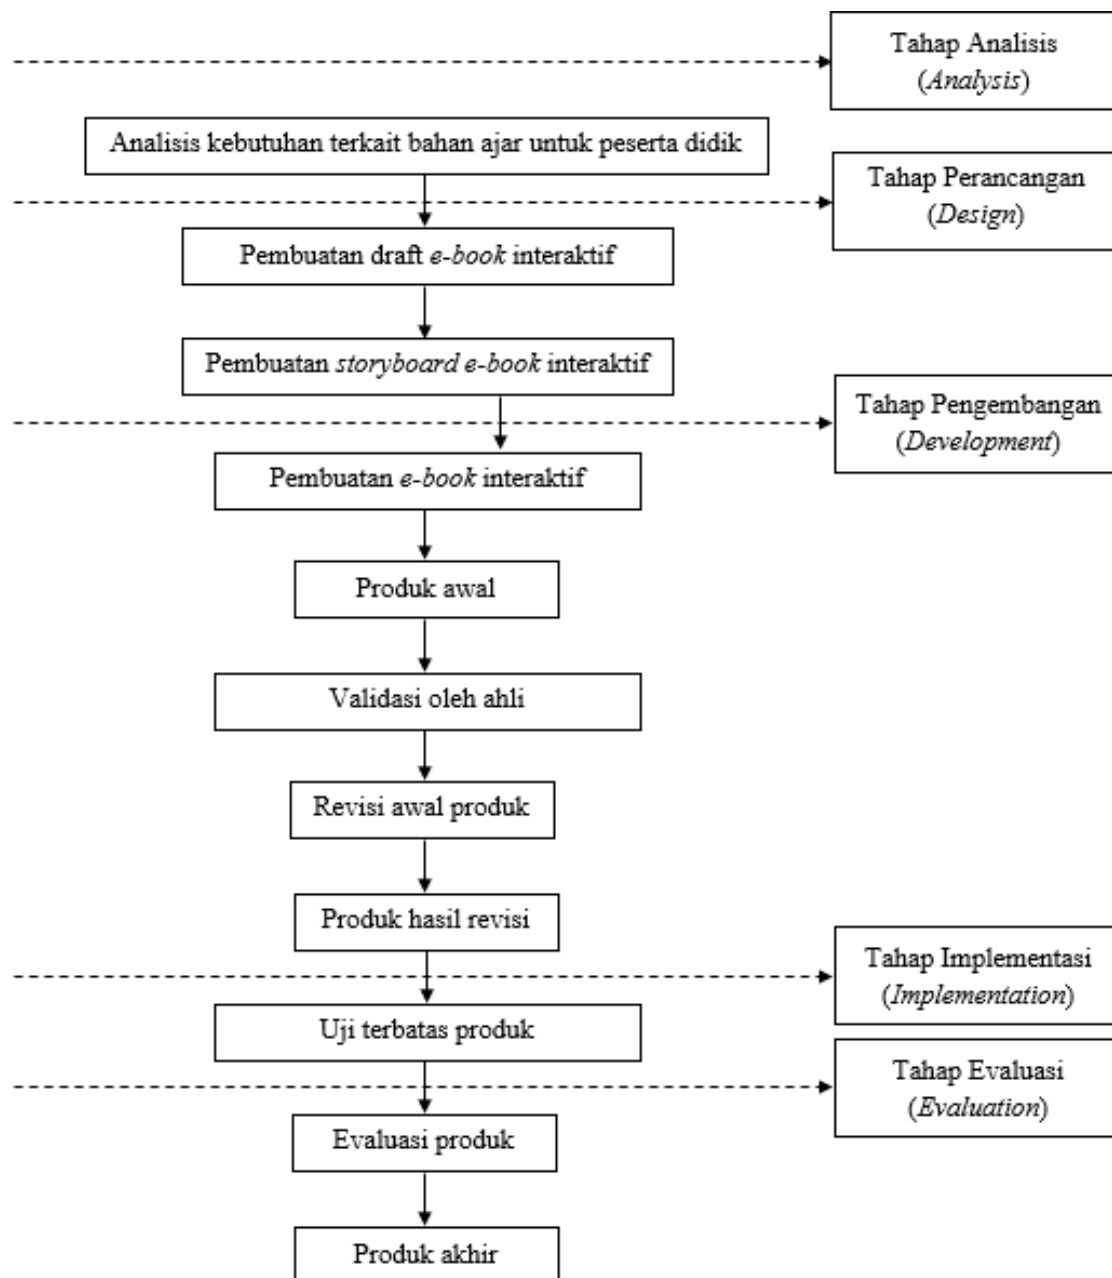 Tahap Analisis
(Analysis)
Analisis kebutuhan terkait bahan ajar untuk peserta didik
Tahap Perancangan
(Design)
Pembuatan draft e-book interaktif
Pembuatan storyboard e-book interaktif
Tahap Pengembangan
(Development)
Pembuatan e-book interaktif
Produk awal
Validasi oleh ahli
Revisi awal produk
Produk hasil revisi
Tahap Implementasi
(Implementation)
Uji terbatas produk
Tahap Evaluasi
(Evaluation)
Evaluasi produk
Produk akhir